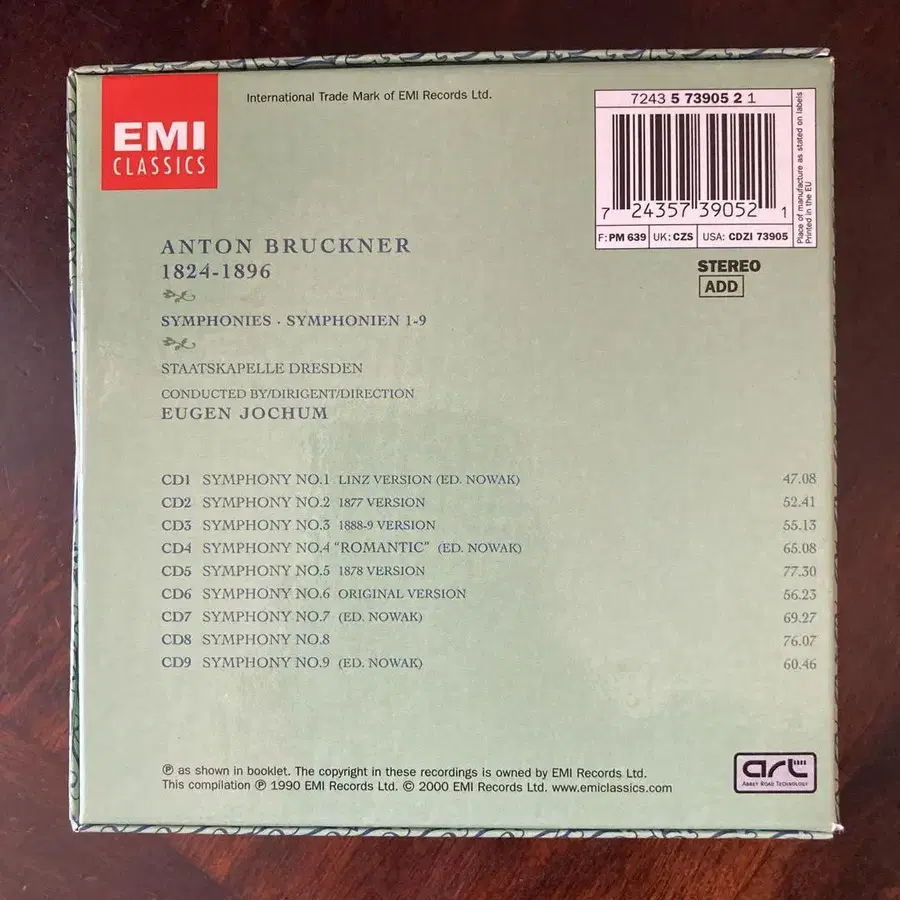 EMI
CLASSICS
International Trade Mark of EMI Records Ltd.
7243 5 73905 2 1
7 24357 39052 1
F: PM 639 UK: CZS USA: CDZI 73905
Place of manufacture as stated on labels
Printed in the EU
STEREO
ADD
ANTON BRUCKNER
1824-1896
SYMPHONIES · SYMPHONIEN 1-9
STAATSKAPELLE DRESDEN
CONDUCTED BY/DIRIGENT/DIRECTION
EUGEN JOCHUM
CD1 SYMPHONY NO.1 LINZ VERSION (ED. NOWAK) 47.08
CD2 SYMPHONY NO.2 1877 VERSION 52.41
CD3 SYMPHONY NO.3 1888-9 VERSION 55.13
CD4 SYMPHONY NO.4 "ROMANTIC" (ED. NOWAK) 65.08
CD5 SYMPHONY NO.5 1878 VERSION 77.30
CD6 SYMPHONY NO.6 ORIGINAL VERSION 56.23
CD7 SYMPHONY NO.7 (ED. NOWAK) 69.27
CD8 SYMPHONY NO.8 76.07
CD9 SYMPHONY NO.9 (ED. NOWAK) 60.46
℗ as shown in booklet. The copyright in these recordings is owned by EMI Records Ltd.
This compilation ℗ 1990 EMI Records Ltd. © 2000 EMI Records Ltd. www.emiclassics.com
art
ABBEY ROAD TECHNOLOGY